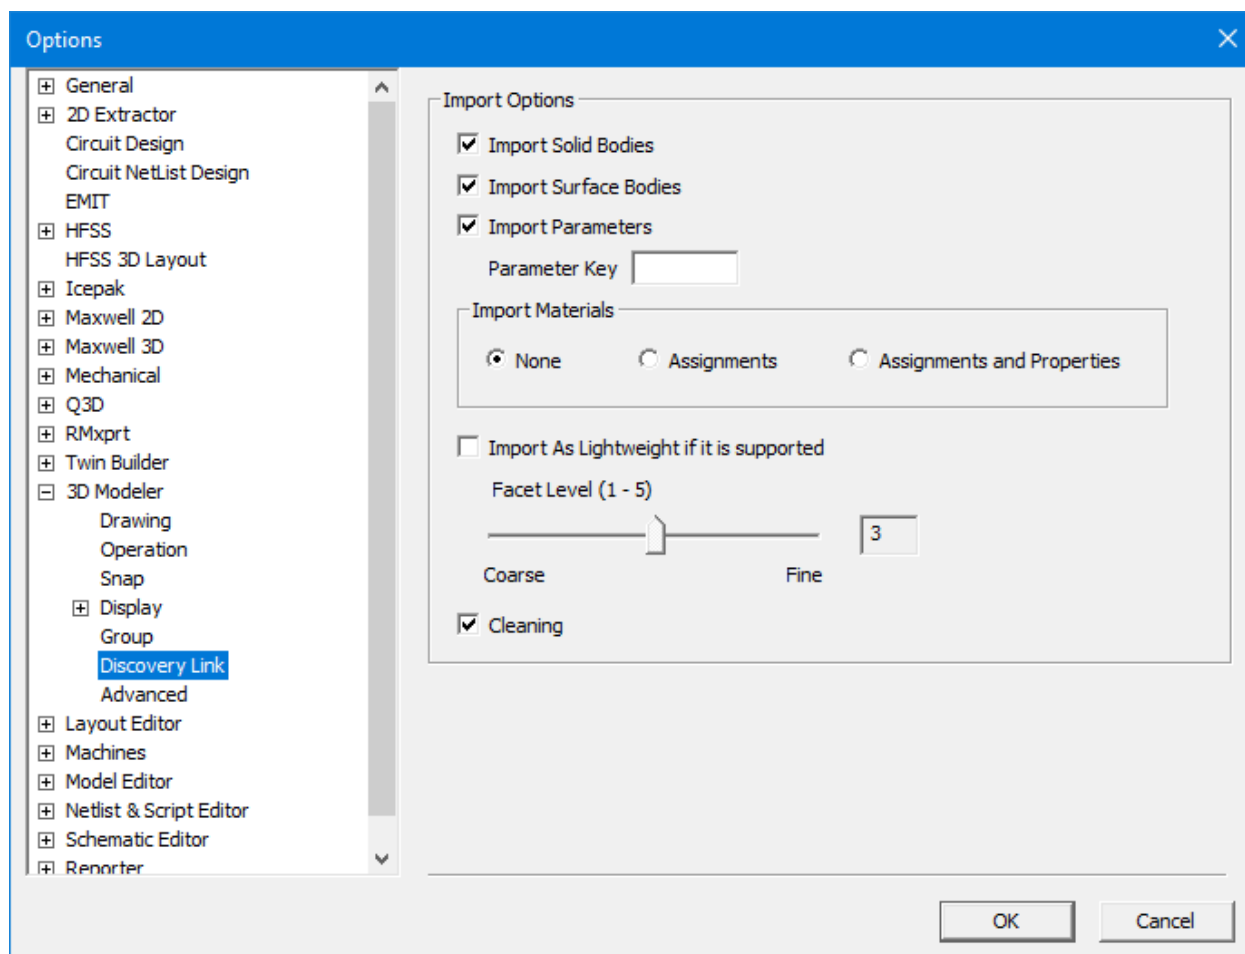 Options
General
2D Extractor
Circuit Design
Circuit NetList Design
EMIT
HFSS
HFSS 3D Layout
Icepak
Maxwell 2D
Maxwell 3D
Mechanical
Q3D
RMxprt
Twin Builder
3D Modeler
Drawing
Operation
Snap
Display
Group
Discovery Link
Advanced
Layout Editor
Machines
Model Editor
Netlist & Script Editor
Schematic Editor
Reporter
Import Options
Import Solid Bodies
Import Surface Bodies
Import Parameters
Parameter Key
Import Materials
None Assignments Assignments and Properties
Import As Lightweight if it is supported
Facet Level (1 - 5)
3
Coarse Fine
Cleaning
OK Cancel